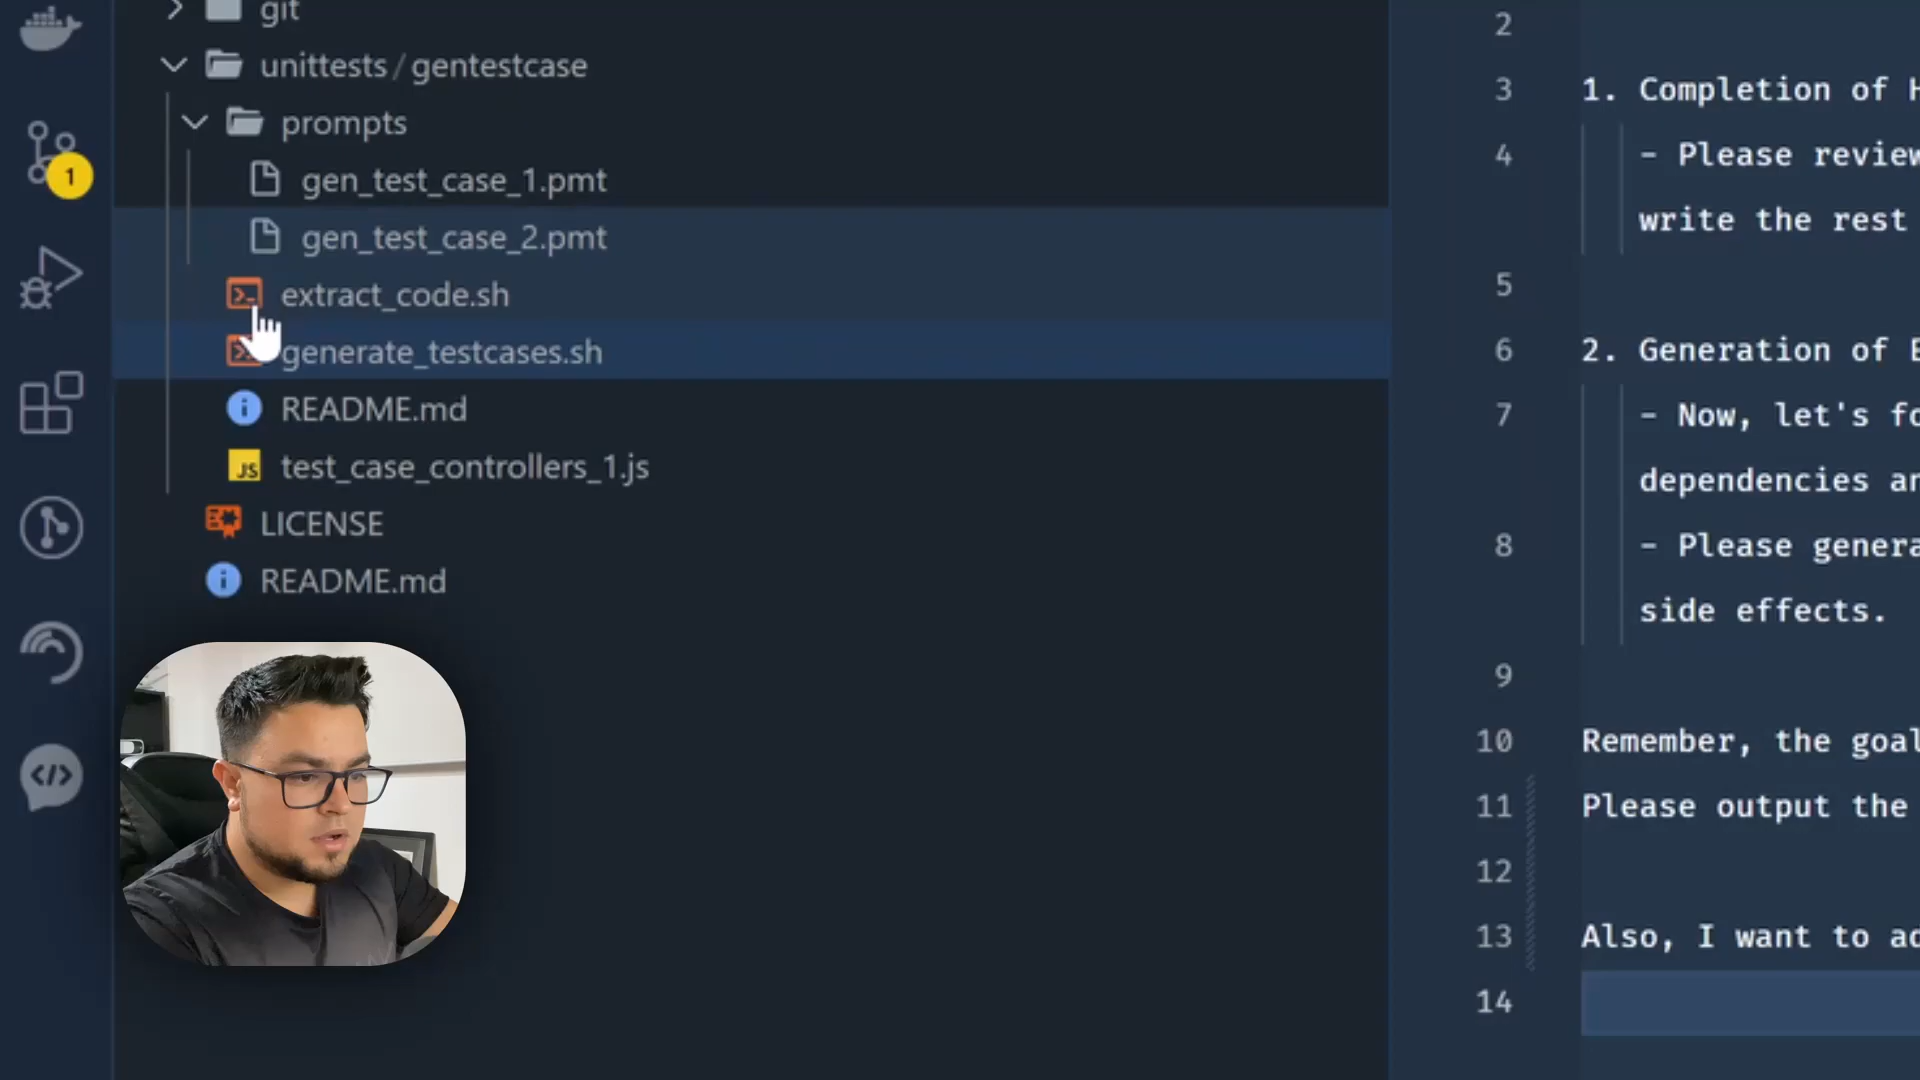 git
unittests / gentestcase
prompts
gen_test_case_1.pmt
gen_test_case_2.pmt
extract_code.sh
generate_testcases.sh
README.md
JS test_case_controllers_1.js
LICENSE
README.md
1
2
3 1. Completion of
4 - Please review
write the rest
5
6 2. Generation of
7 - Now, let's
dependencies
8 - Please
side effects.
9
10 Remember, the goal
11 Please output the
12
13 Also, I want to
14